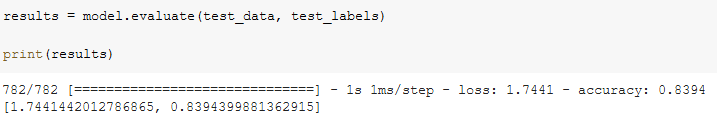 results = model.evaluate(test_data, test_labels)
print(results)
782/782 [==============================] - 1s 1ms/step - loss: 1.7441 - accuracy: 0.8394
[1.7441442012786865, 0.8394399881362915]